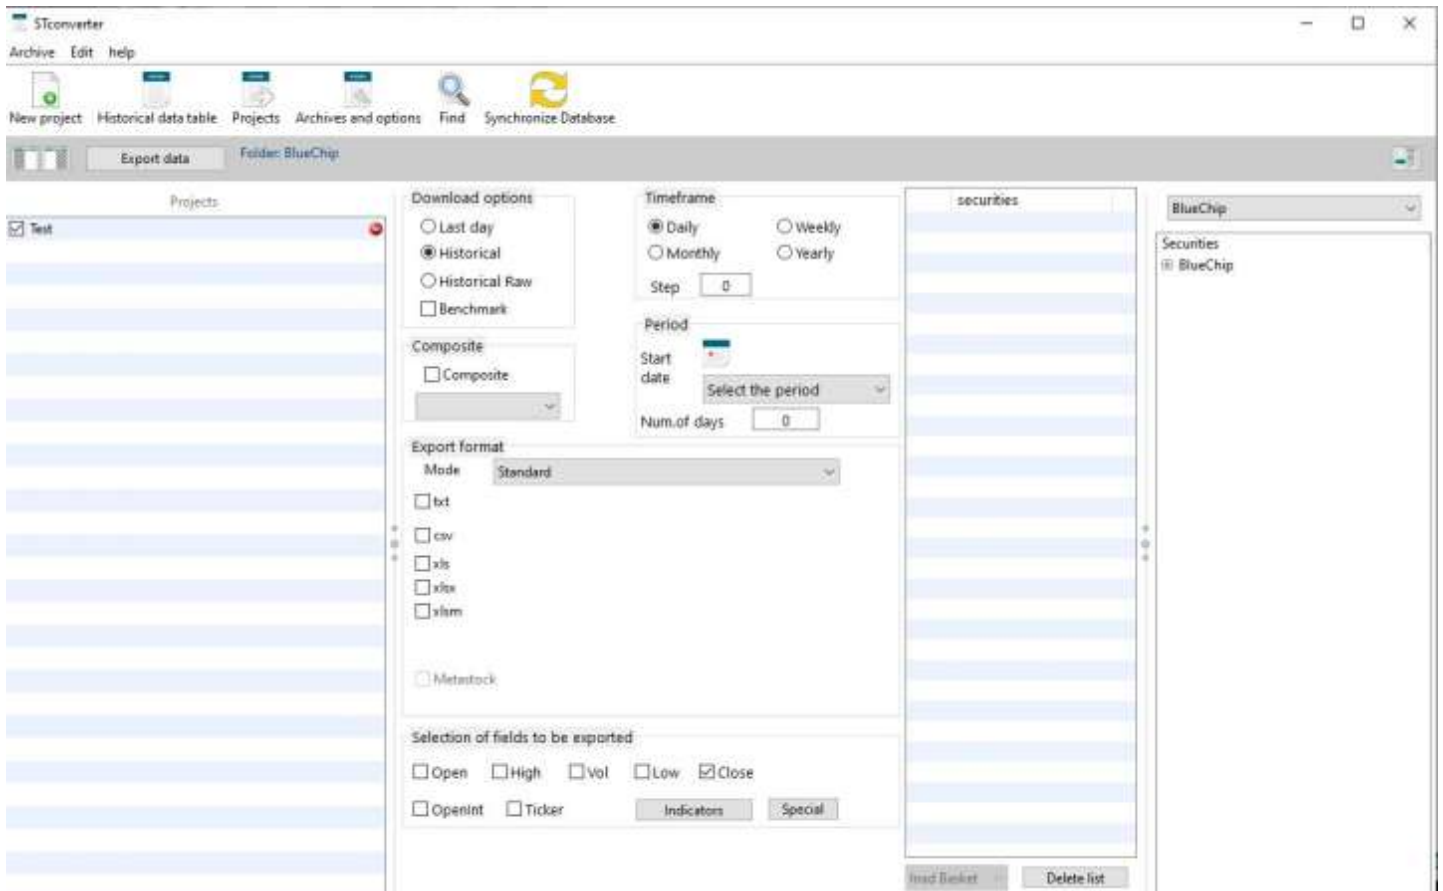 STconverter
Archive Edit help
New project Historical data table Projects Archives and options Find Synchronize Database
Export data Folder: BlueChip
Projects
Test
Download options
Last day
Historical
Historical Raw
Benchmark
Composite
Composite
Timeframe
Daily Weekly
Monthly Yearly
Step 0
Period
Start
date
Select the period
Num.of days 0
Export format
Mode Standard
txt
csv
xls
xlsx
xlsm
Metastock
Selection of fields to be exported
Open High Vol Low Close
OpenInt Ticker Indicators Special
securities
Basket Delete list
BlueChip
Securities
BlueChip